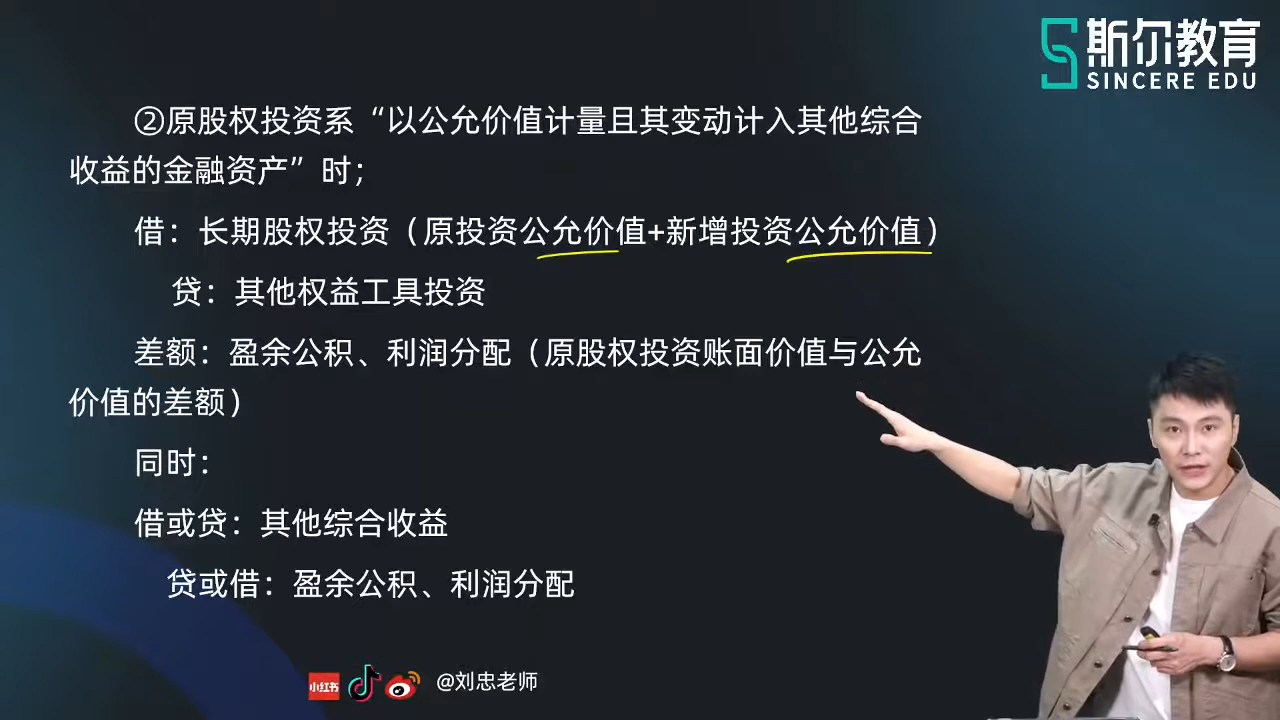 斯尔教育
SINCERE EDU
②原股权投资系“以公允价值计量且其变动计入其他综合
收益的金融资产”时；
借：长期股权投资（原投资公允价值+新增投资公允价值）
贷：其他权益工具投资
差额：盈余公积、利润分配（原股权投资账面价值与公允
价值的差额）
同时：
借或贷：其他综合收益
贷或借：盈余公积、利润分配
小红书
@刘忠老师